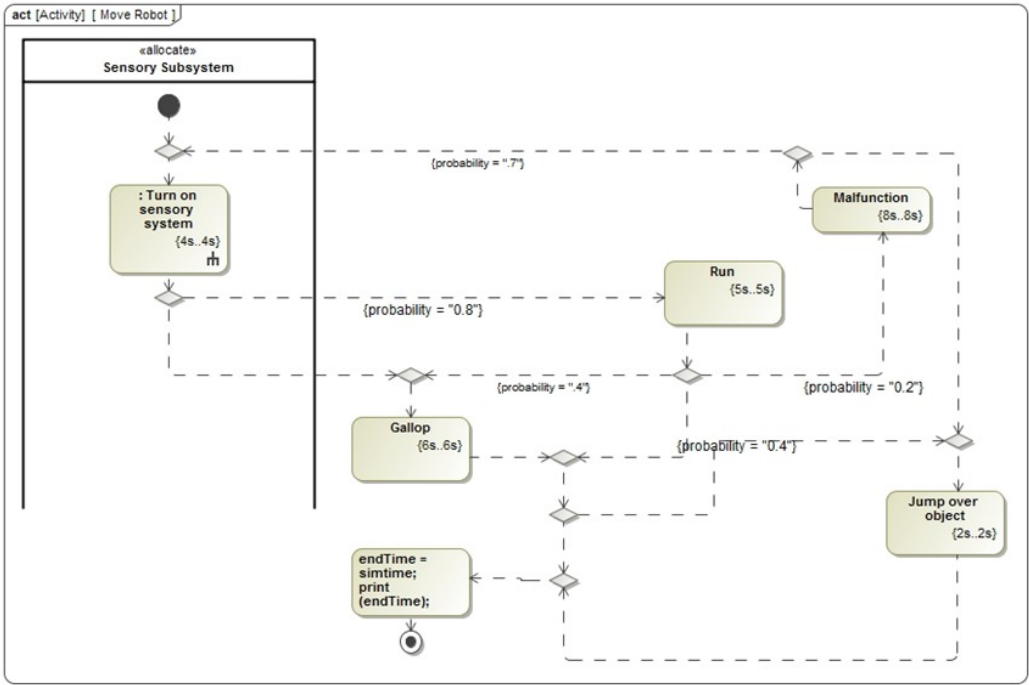 act [Activity] [ Move Robot ]
«allocate»
Sensory Subsystem
{probability = ".7"}
: Turn on
sensory
system
{4s..4s}
Malfunction
{8s..8s}
Run
{5s..5s}
{probability = "0.8"}
{probability = ".4"}
{probability = "0.2"}
Gallop
{6s..6s}
{probability = "0.4"}
Jump over
object
{2s..2s}
endTime =
simtime;
print
(endTime);